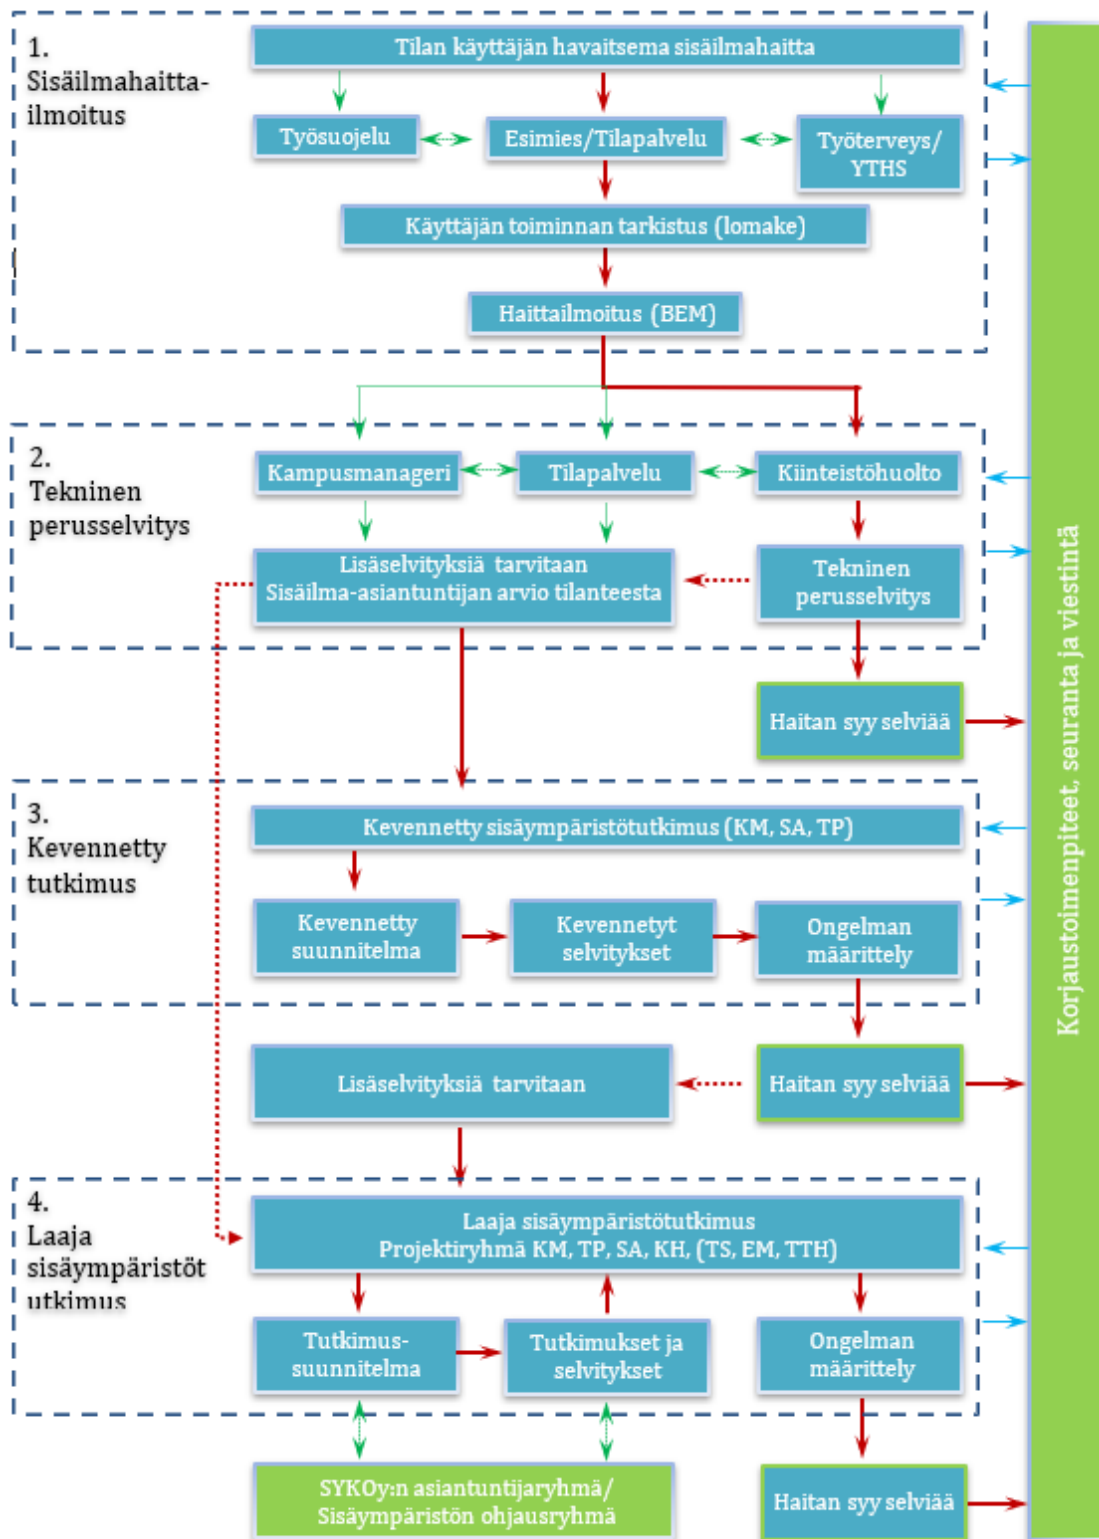 1.
Sisäilmahaitta-
ilmoitus
Tilan käyttäjän havaitsema sisäilmahaitta
Työsuojelu
Esimies/Tilapalvelu
Työterveys/
YTHS
Käyttäjän toiminnan tarkistus (lomake)
Haittailmoitus (BEM)
2.
Tekninen
perusselvitys
Kampusmanageri
Tilapalvelu
Kiinteistöhuolto
Lisäselvityksiä tarvitaan
Sisäilma-asiantuntijan arvio tilanteesta
Tekninen
perusselvitys
Haitan syy selviää
3.
Kevennetty
tutkimus
Kevennetty sisäympäristötutkimus (KM, SA, TP)
Kevennetty
suunnitelma
Kevennetyt
selvitykset
Ongelman
määrittely
Lisäselvityksiä tarvitaan
Haitan syy selviää
4.
Laaja
sisäympäristöt
utkimus
Laaja sisäympäristötutkimus
Projektiryhmä KM, TP, SA, KH, (TS, EM, TTH)
Tutkimus-
suunnitelma
Tutkimukset ja
selvitykset
Ongelman
määrittely
SYKOy:n asiantuntijaryhmä/
Sisäympäristön ohjausryhmä
Haitan syy selviää
Korjaustoimenpiteet, seuranta ja viestintä